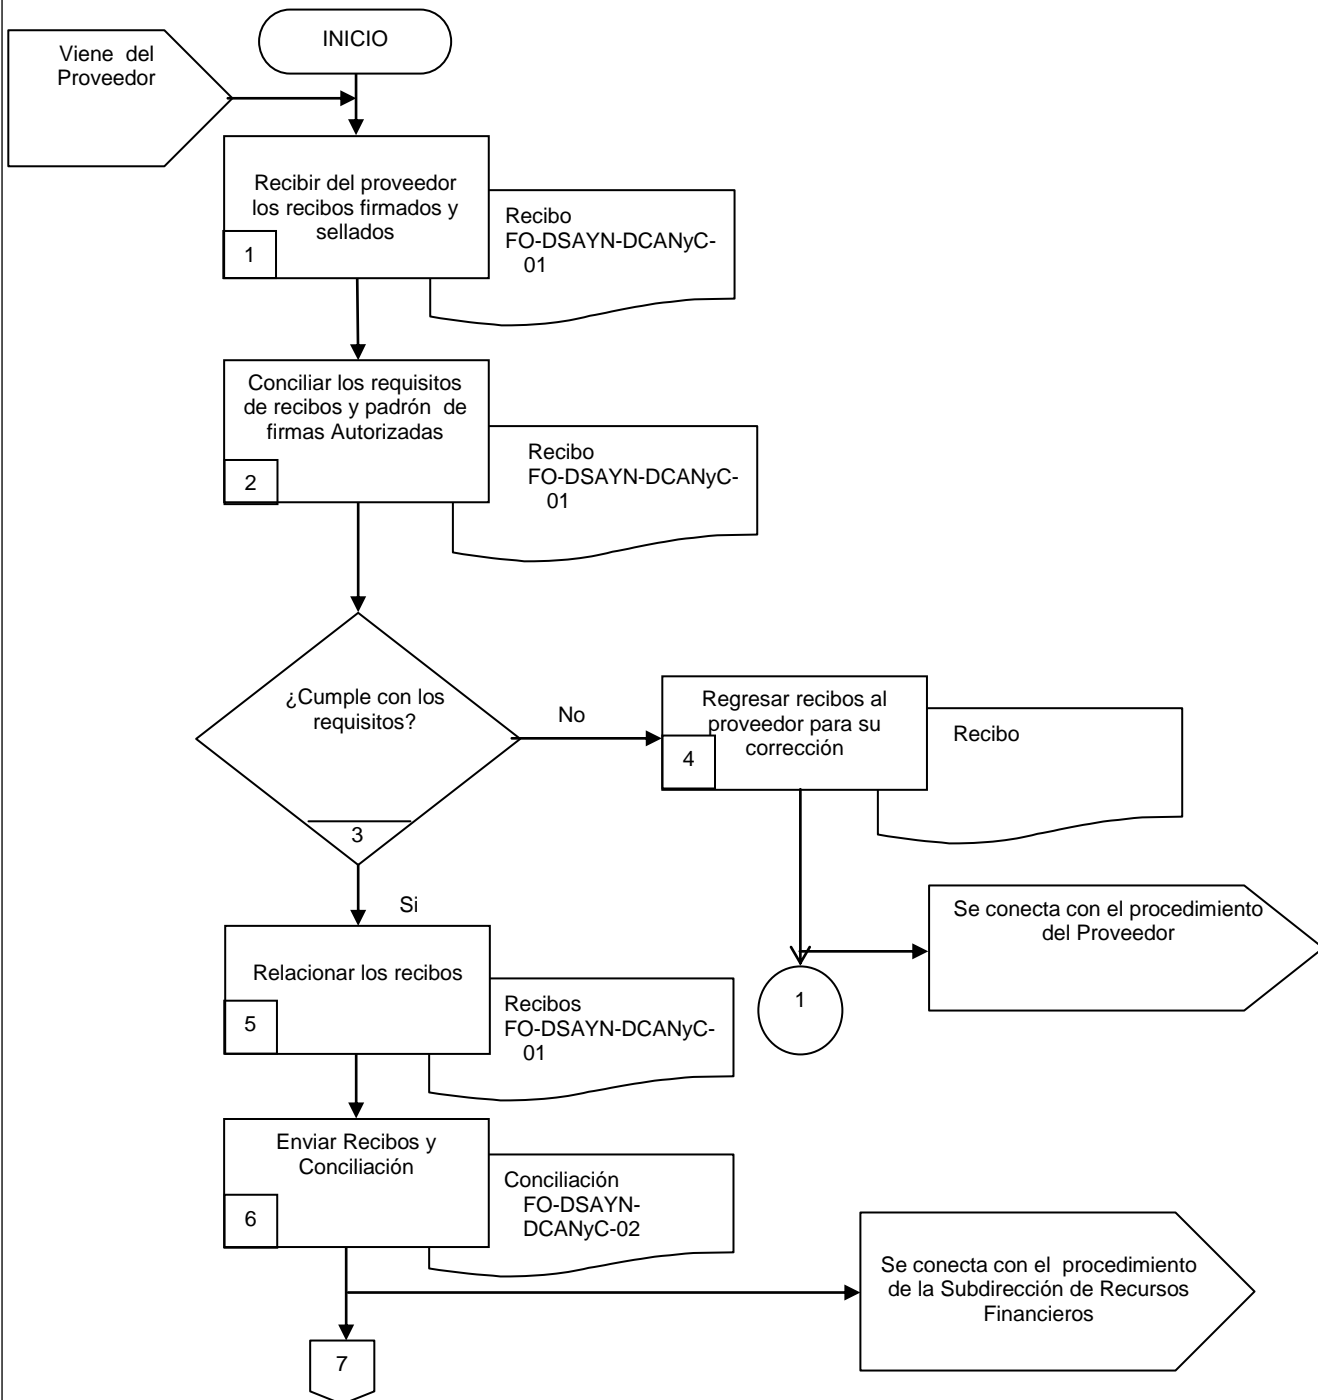 INICIO
Viene  del
Proveedor
Recibir del proveedor
los recibos firmados y
sellados
1
Recibo
FO-DSAYN-DCANyC-
01
Conciliar los requisitos
de recibos y padrón  de
firmas Autorizadas
2
Recibo
FO-DSAYN-DCANyC-
01
¿Cumple con los
requisitos?
3
No
Regresar recibos al
proveedor para su
corrección
4
Recibo
Se conecta con el procedimiento
del Proveedor
1
Si
Relacionar los recibos
5
Recibos
FO-DSAYN-DCANyC-
01
Enviar Recibos y
Conciliación
6
Conciliación
FO-DSAYN-
DCANyC-02
Se conecta con el  procedimiento
de la Subdirección de Recursos
Financieros
7